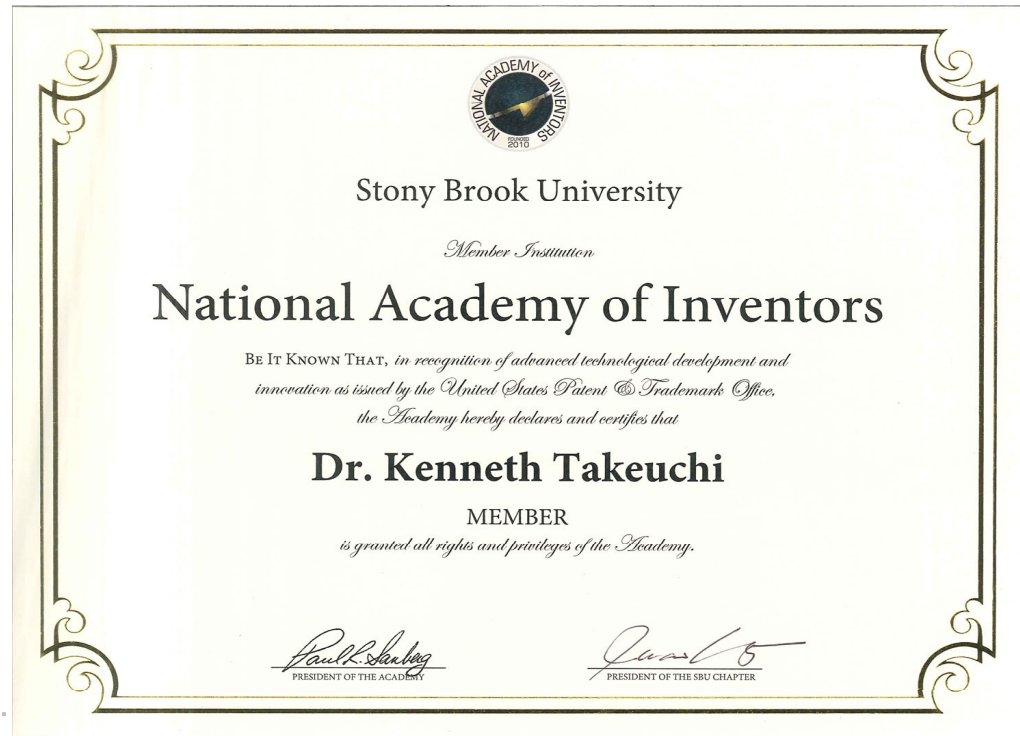 NATIONAL ACADEMY of INVENTORS
FOUNDED
2010
Stony Brook University
Member Institution
National Academy of Inventors
BE IT KNOWN THAT, in recognition of advanced technological development and
innovation as issued by the United States Patent & Trademark Office,
the Academy hereby declares and certifies that
Dr. Kenneth Takeuchi
MEMBER
is granted all rights and privileges of the Academy.
Paul R. Sanberg
PRESIDENT OF THE ACADEMY
PRESIDENT OF THE SBU CHAPTER